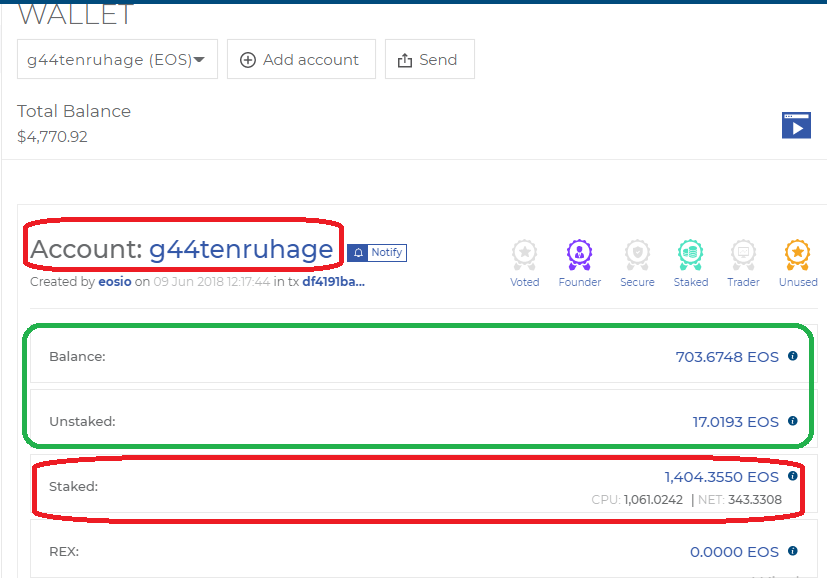 WALLET
g44tenruhage (EOS) Add account Send
Total Balance
$4,770.92
Account: g44tenruhage Notify
Created by eosio on 09 Jun 2018 12:17:44 in tx df4191ba...
Voted Founder Secure Staked Trader Unused
Balance: 703.6748 EOS
Unstaked: 17.0193 EOS
Staked: 1,404.3550 EOS
CPU: 1,061.0242 | NET: 343.3308
REX: 0.0000 EOS